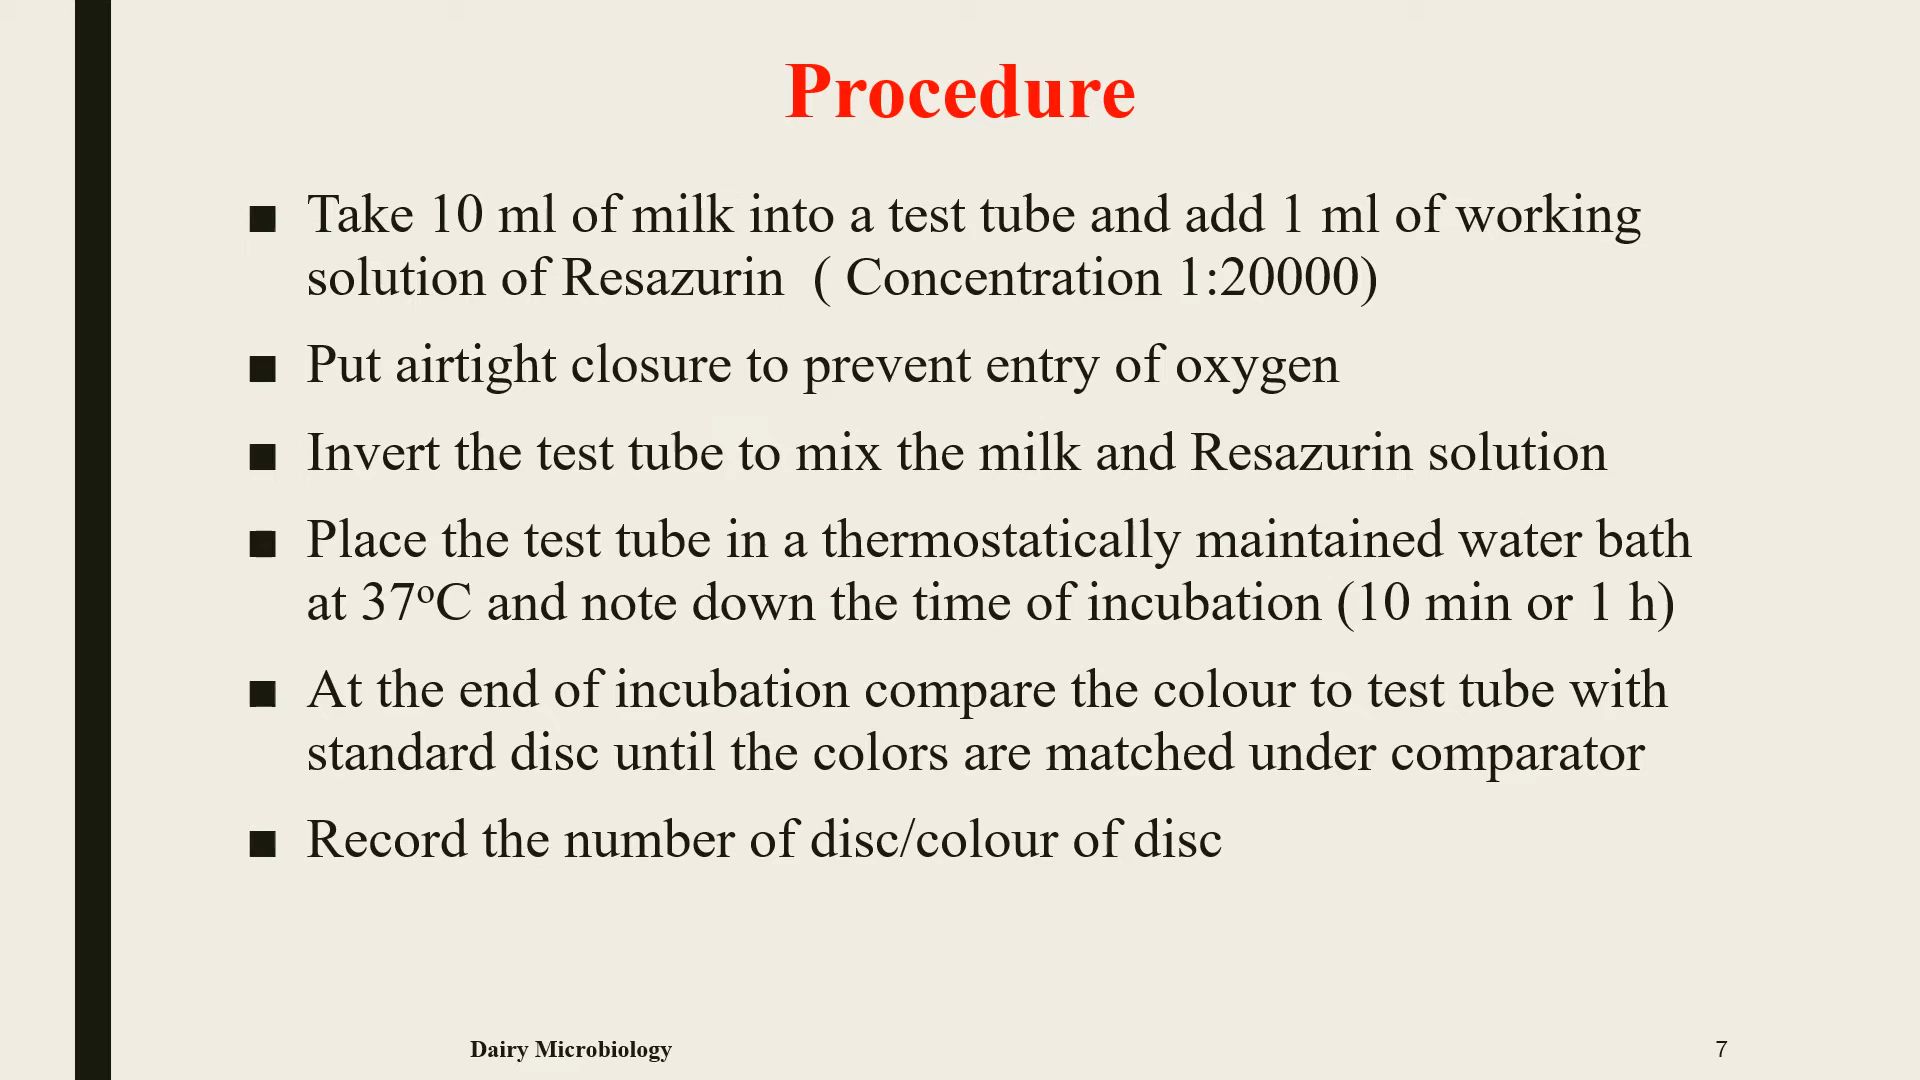 Procedure
■ Take 10 ml of milk into a test tube and add 1 ml of working
solution of Resazurin  ( Concentration 1:20000)
■ Put airtight closure to prevent entry of oxygen
■ Invert the test tube to mix the milk and Resazurin solution
■ Place the test tube in a thermostatically maintained water bath
at 37ᵒC and note down the time of incubation (10 min or 1 h)
■ At the end of incubation compare the colour to test tube with
standard disc until the colors are matched under comparator
■ Record the number of disc/colour of disc
Dairy Microbiology
7